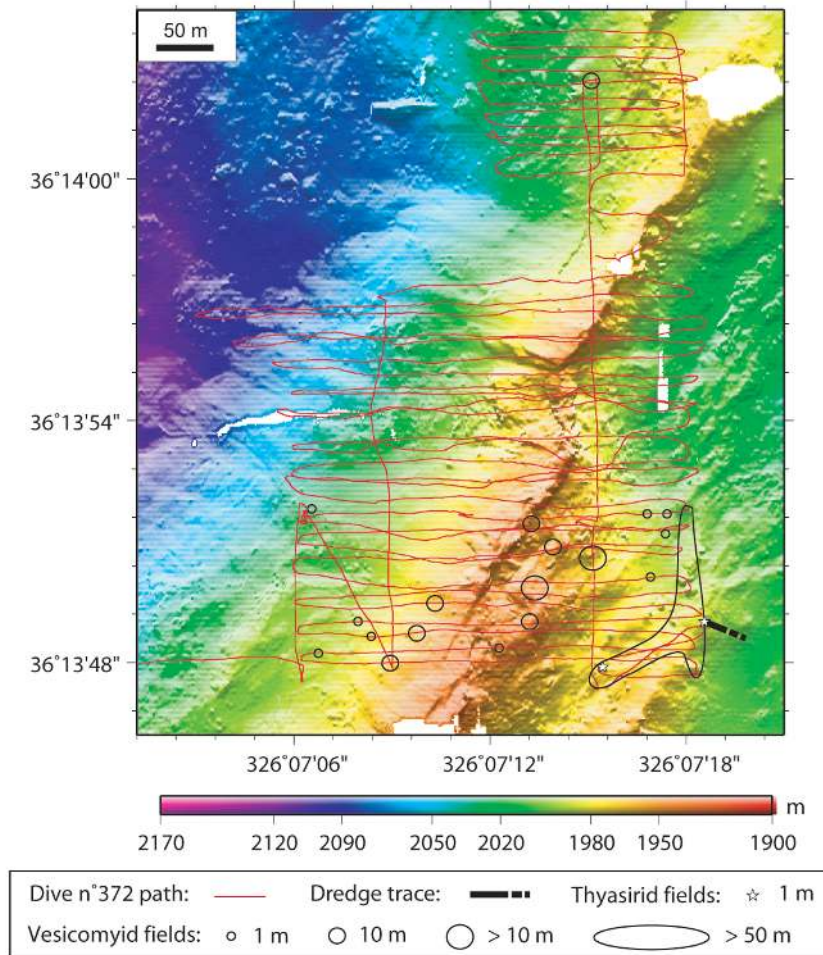 50 m
36°14'00"
36°13'54"
36°13'48"
326°07'06" 326°07'12" 326°07'18"
m
2170 2120 2090 2050 2020 1980 1950 1900
Dive n°372 path: Dredge trace: Thyasirid fields: 1 m
Vesicomyid fields: 1 m 10 m > 10 m > 50 m